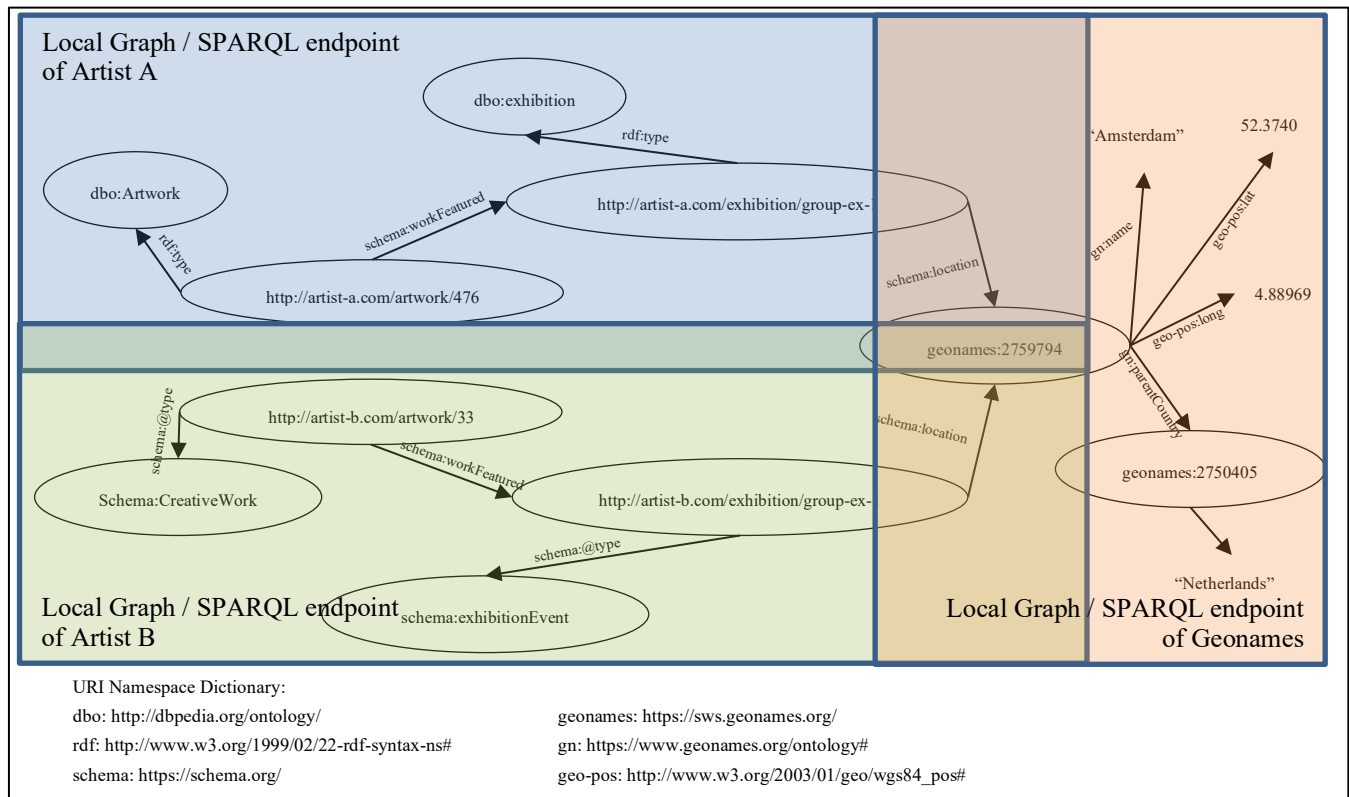 Local Graph / SPARQL endpoint
of Artist A
dbo:exhibition
rdf:type
dbo:Artwork
http://artist-a.com/exhibition/group-ex-
schema:workFeatured
rdf:type
http://artist-a.com/artwork/476
schema:location
"Amsterdam"
52.3740
gn:name
geo-pos:lat
4.88969
geo-pos:long
geonames:2759794
gn:parentCountry
http://artist-b.com/artwork/33
schema:@type
schema:workFeatured
schema:location
Schema:CreativeWork
http://artist-b.com/exhibition/group-ex-
geonames:2750405
schema:@type
"Netherlands"
Local Graph / SPARQL endpoint
of Artist B
schema:exhibitionEvent
Local Graph / SPARQL endpoint
of Geonames
URI Namespace Dictionary:
dbo: http://dbpedia.org/ontology/
rdf: http://www.w3.org/1999/02/22-rdf-syntax-ns#
schema: https://schema.org/
geonames: https://sws.geonames.org/
gn: https://www.geonames.org/ontology#
geo-pos: http://www.w3.org/2003/01/geo/wgs84_pos#